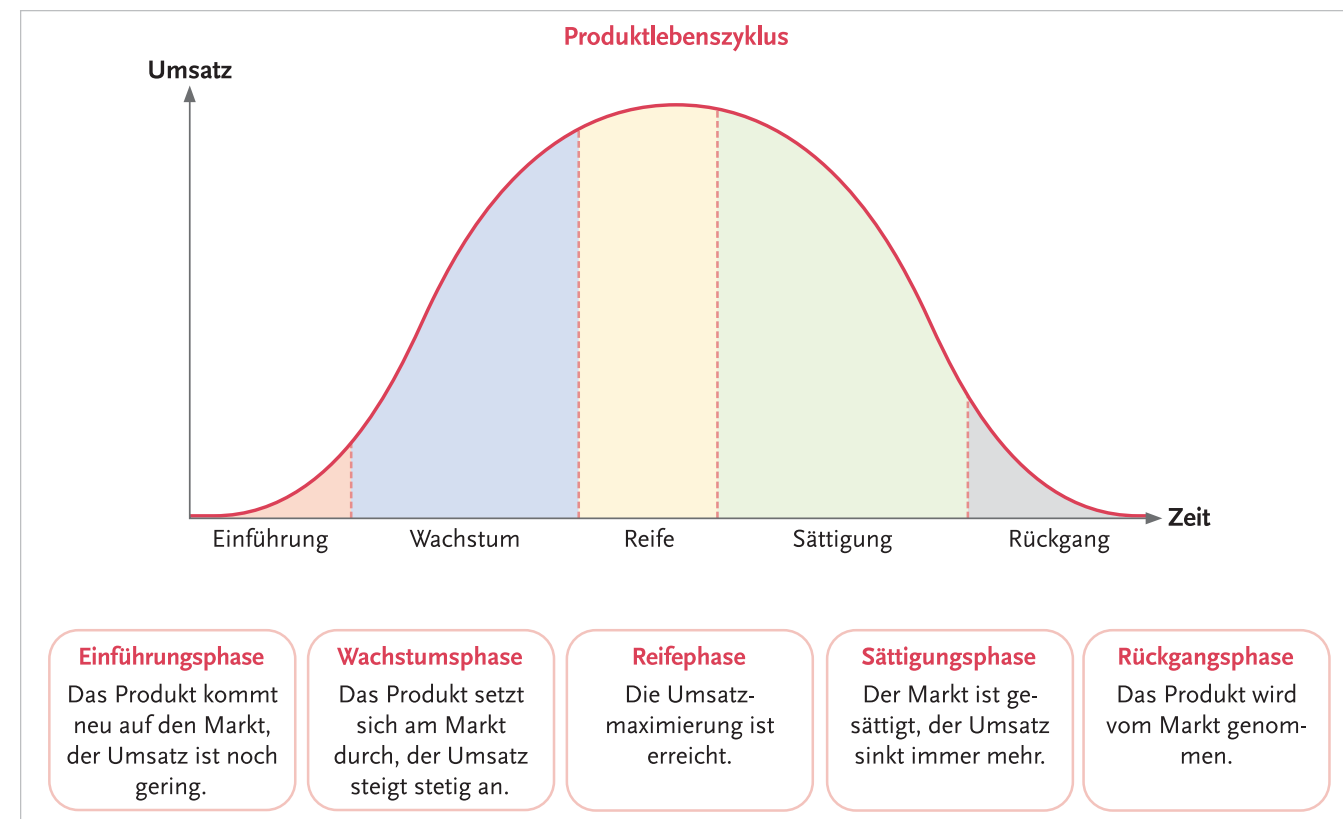 Produktlebenszyklus
Umsatz
Zeit
Einführung
Wachstum
Reife
Sättigung
Rückgang
Einführungsphase
Das Produkt kommt
neu auf den Markt,
der Umsatz ist noch
gering.
Wachstumsphase
Das Produkt setzt
sich am Markt
durch, der Umsatz
steigt stetig an.
Reifephase
Die Umsatz-
maximierung ist
erreicht.
Sättigungsphase
Der Markt ist ge-
sättigt, der Umsatz
sinkt immer mehr.
Rückgangsphase
Das Produkt wird
vom Markt genom-
men.